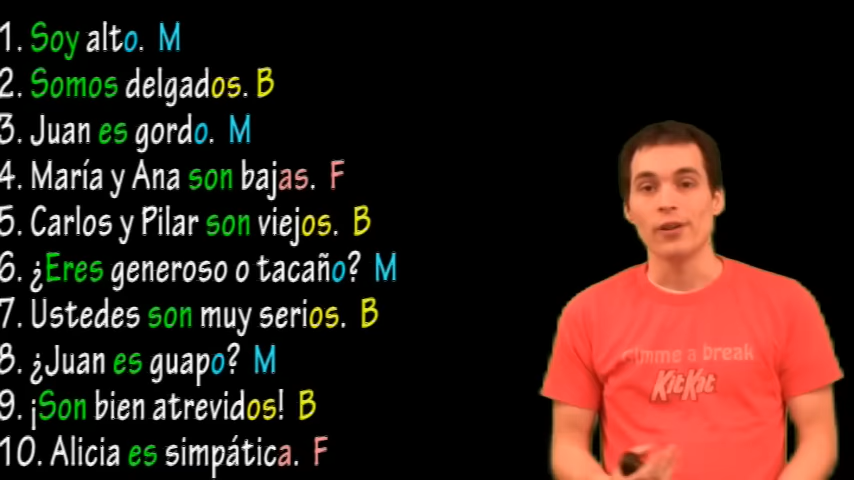 1. Soy alto. M
2. Somos delgados. B
3. Juan es gordo. M
4. María y Ana son bajas. F
5. Carlos y Pilar son viejos. B
6. ¿Eres generoso o tacaño? M
7. Ustedes son muy serios. B
8. ¿Juan es guapo? M
9. ¡Son bien atrevidos! B
10. Alicia es simpática. F
gimme a break
KitKat